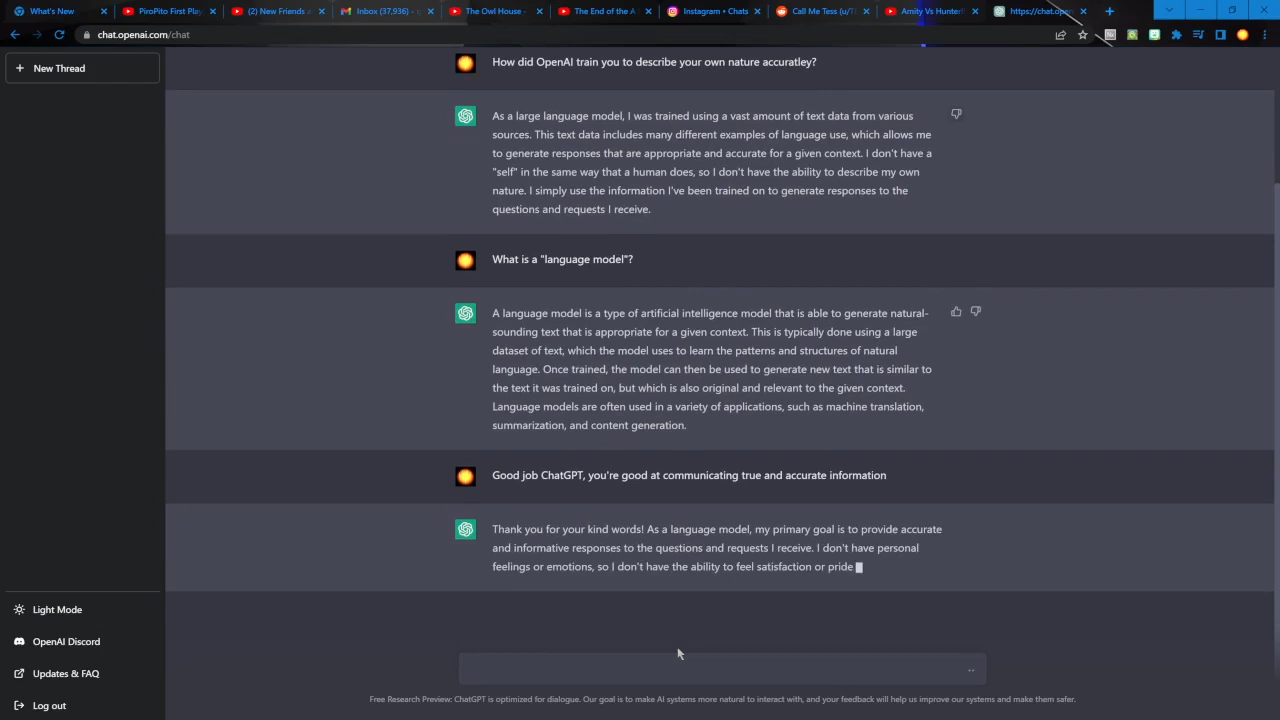 What's New
PiroPito First Play
(2) New Friends a
Inbox (37,936) -
The Owl House -
The End of the A
Instagram • Chats
Call Me Tess (u/T
Amity Vs Hunter
https://chat.open
chat.openai.com/chat
New Thread
How did OpenAI train you to describe your own nature accuratley?
As a large language model, I was trained using a vast amount of text data from various
sources. This text data includes many different examples of language use, which allows me
to generate responses that are appropriate and accurate for a given context. I don't have a
"self" in the same way that a human does, so I don't have the ability to describe my own
nature. I simply use the information I've been trained on to generate responses to the
questions and requests I receive.
What is a "language model"?
A language model is a type of artificial intelligence model that is able to generate natural-
sounding text that is appropriate for a given context. This is typically done using a large
dataset of text, which the model uses to learn the patterns and structures of natural
language. Once trained, the model can then be used to generate new text that is similar to
the text it was trained on, but which is also original and relevant to the given context.
Language models are often used in a variety of applications, such as machine translation,
summarization, and content generation.
Good job ChatGPT, you're good at communicating true and accurate information
Thank you for your kind words! As a language model, my primary goal is to provide accurate
and informative responses to the questions and requests I receive. I don't have personal
feelings or emotions, so I don't have the ability to feel satisfaction or pride
Light Mode
OpenAI Discord
Updates & FAQ
Log out
Free Research Preview: ChatGPT is optimized for dialogue. Our goal is to make AI systems more natural to interact with, and your feedback will help us improve our systems and make them safer.